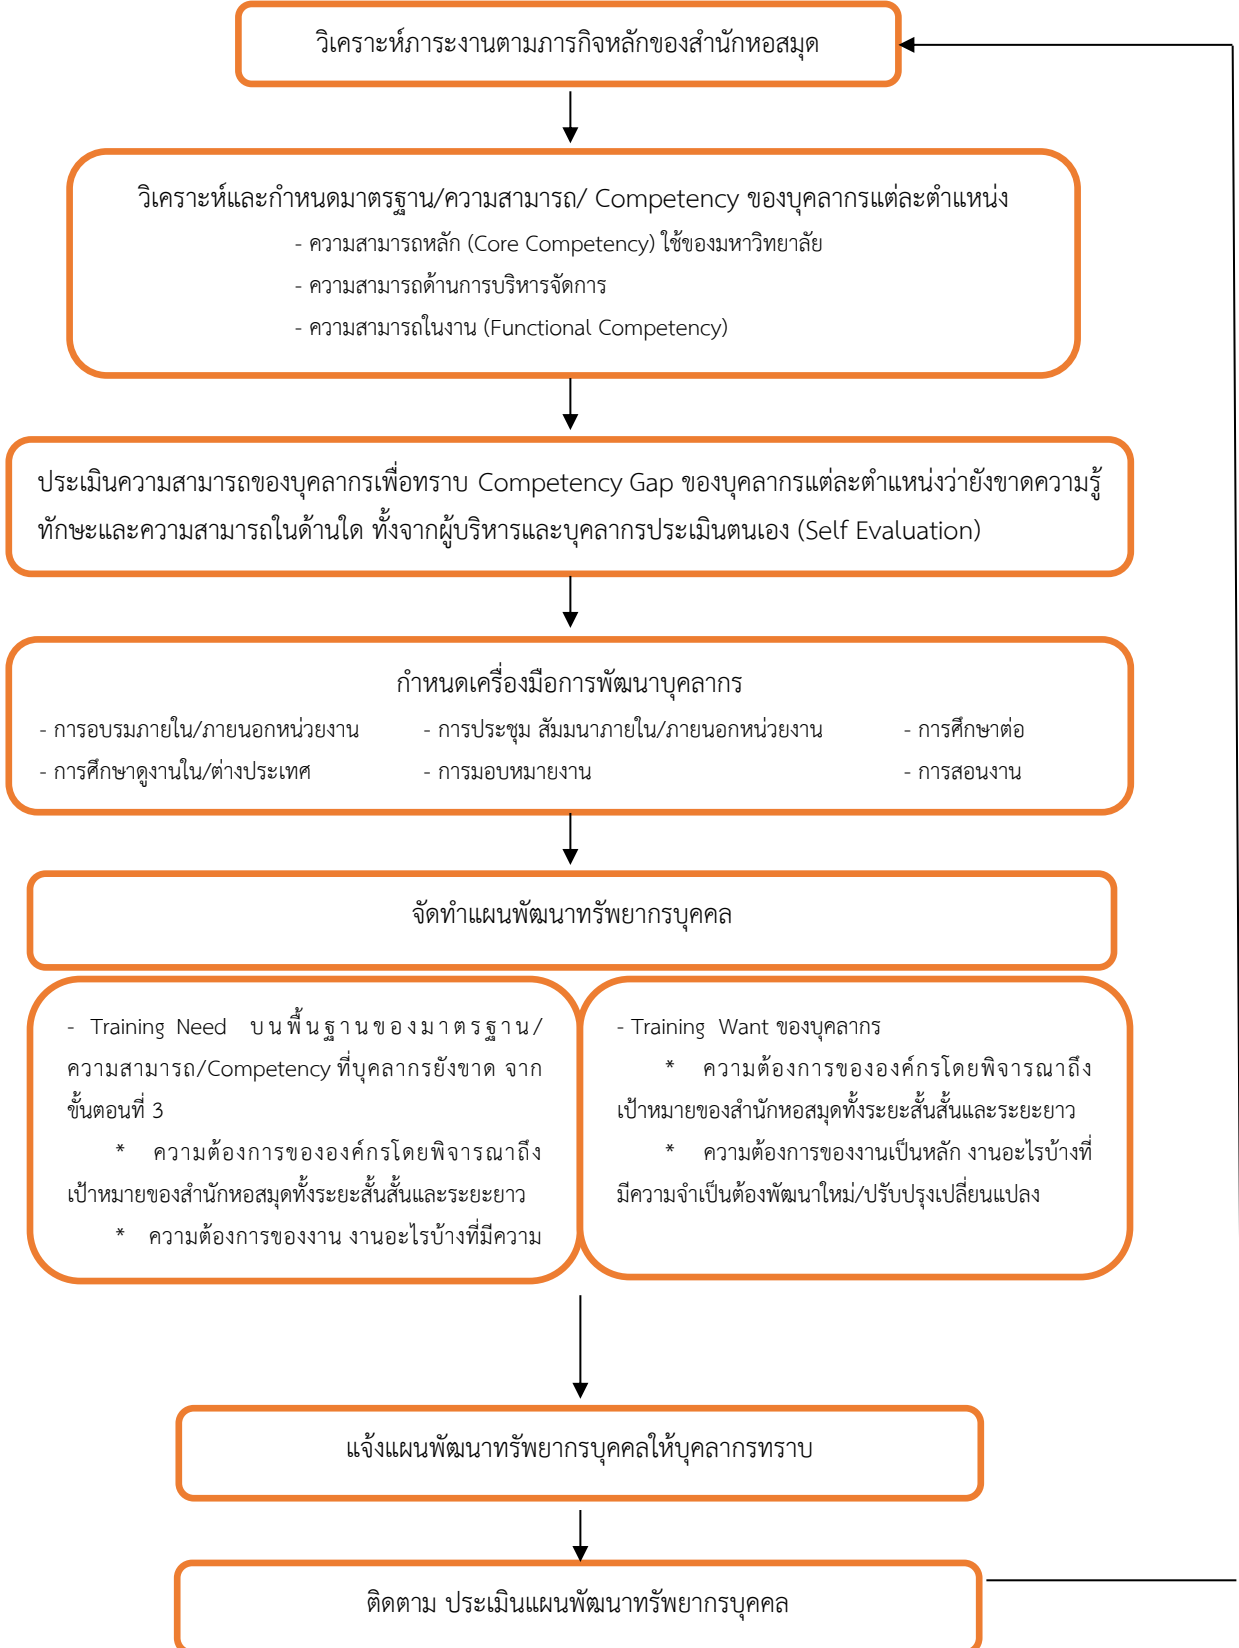 วิเคราะห์ภาระงานตามภารกิจหลักของสำนักหอสมุด
วิเคราะห์และกำหนดมาตรฐาน/ความสามารถ/ Competency ของบุคลากรแต่ละตำแหน่ง
- ความสามารถหลัก (Core Competency) ใช้ของมหาวิทยาลัย
- ความสามารถด้านการบริหารจัดการ
- ความสามารถในงาน (Functional Competency)
ประเมินความสามารถของบุคลากรเพื่อทราบ Competency Gap ของบุคลากรแต่ละตำแหน่งว่ายังขาดความรู้
ทักษะและความสามารถในด้านใด ทั้งจากผู้บริหารและบุคลากรประเมินตนเอง (Self Evaluation)
กำหนดเครื่องมือการพัฒนาบุคลากร
- การอบรมภายใน/ภายนอกหน่วยงาน - การประชุม สัมมนาภายใน/ภายนอกหน่วยงาน - การศึกษาต่อ
- การศึกษาดูงานใน/ต่างประเทศ - การมอบหมายงาน - การสอนงาน
จัดทำแผนพัฒนาทรัพยากรบุคคล
- Training Need บนพื้นฐานของมาตรฐาน/
ความสามารถ/Competency ที่บุคลากรยังขาด จาก
ขั้นตอนที่ 3
* ความต้องการขององค์กรโดยพิจารณาถึง
เป้าหมายของสำนักหอสมุดทั้งระยะสั้นสั้นและระยะยาว
* ความต้องการของงาน งานอะไรบ้างที่มีความ
- Training Want ของบุคลากร
* ความต้องการขององค์กรโดยพิจารณาถึง
เป้าหมายของสำนักหอสมุดทั้งระยะสั้นสั้นและระยะยาว
* ความต้องการของงานเป็นหลัก งานอะไรบ้างที่
มีความจำเป็นต้องพัฒนาใหม่/ปรับปรุงเปลี่ยนแปลง
แจ้งแผนพัฒนาทรัพยากรบุคคลให้บุคลากรทราบ
ติดตาม ประเมินแผนพัฒนาทรัพยากรบุคคล